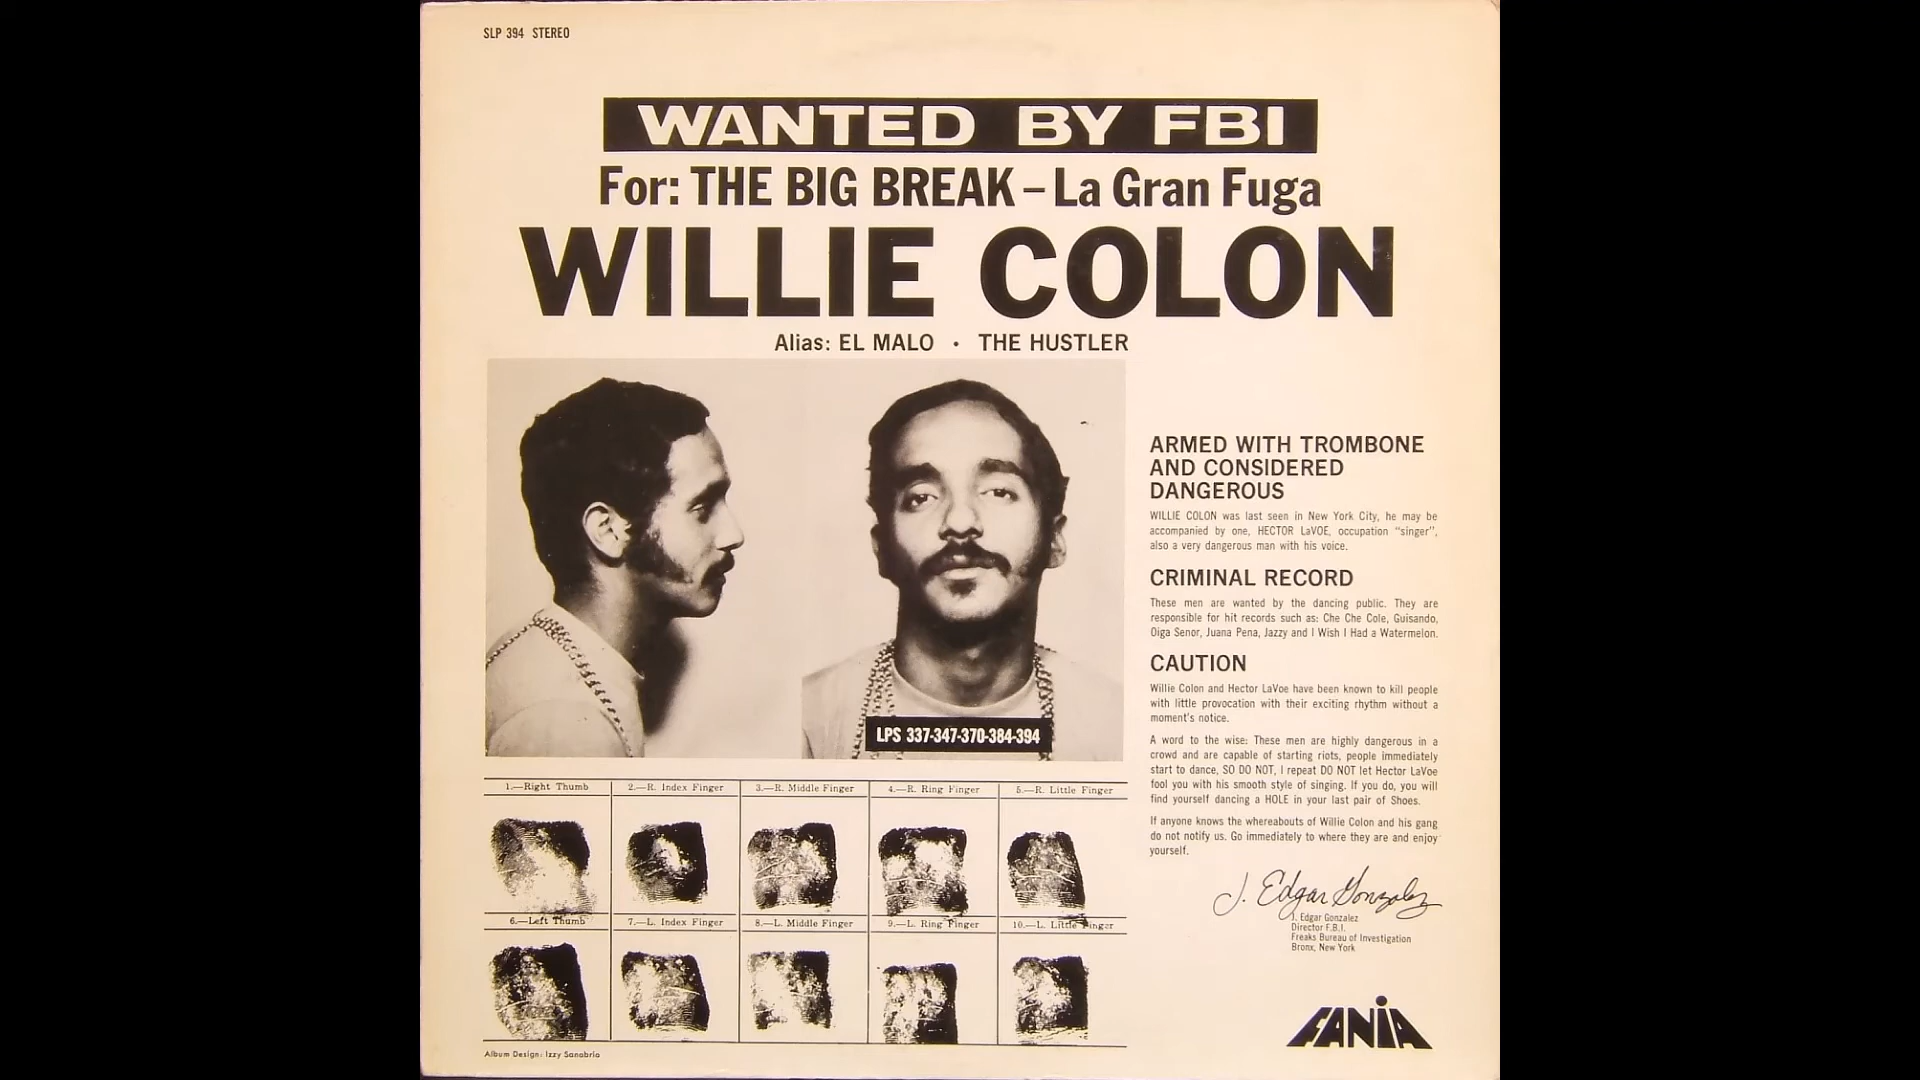 SLP 394 STEREO
WANTED BY FBI
For: THE BIG BREAK – La Gran Fuga
WILLIE COLON
Alias: EL MALO • THE HUSTLER
LPS 337-347-370-384-394
ARMED WITH TROMBONE
AND CONSIDERED
DANGEROUS
WILLIE COLON was last seen in New York City, he may be
accompanied by one, HECTOR LaVOE, occupation "singer",
also a very dangerous man with his voice.
CRIMINAL RECORD
These men are wanted by the dancing public. They are
responsible for hit records such as: Che Che Cole, Guisando,
Oiga Senor, Juana Pena, Jazzy and I Wish I Had a Watermelon.
CAUTION
Willie Colon and Hector LaVoe have been known to kill people
with little provocation with their exciting rhythm without a
moment's notice.
A word to the wise: These men are highly dangerous in a
crowd and are capable of starting riots, people immediately
start to dance, SO DO NOT, I repeat DO NOT let Hector LaVoe
fool you with his smooth style of singing. If you do, you will
find yourself dancing a HOLE in your last pair of Shoes.
If anyone knows the whereabouts of Willie Colon and his gang
do not notify us. Go immediately to where they are and enjoy
yourself.
J. Edgar Gonzalez
J. Edgar Gonzalez
Director F.B.I.
Freaks Bureau of Investigation
Bronx, New York
1.—Right Thumb 2.—R. Index Finger 3.—R. Middle Finger 4.—R. Ring Finger 5.—R. Little Finger
6.—Left Thumb 7.—L. Index Finger 8.—L. Middle Finger 9.—L. Ring Finger 10.—L. Little Finger
FANIA
Album Design: Izzy Sanabria